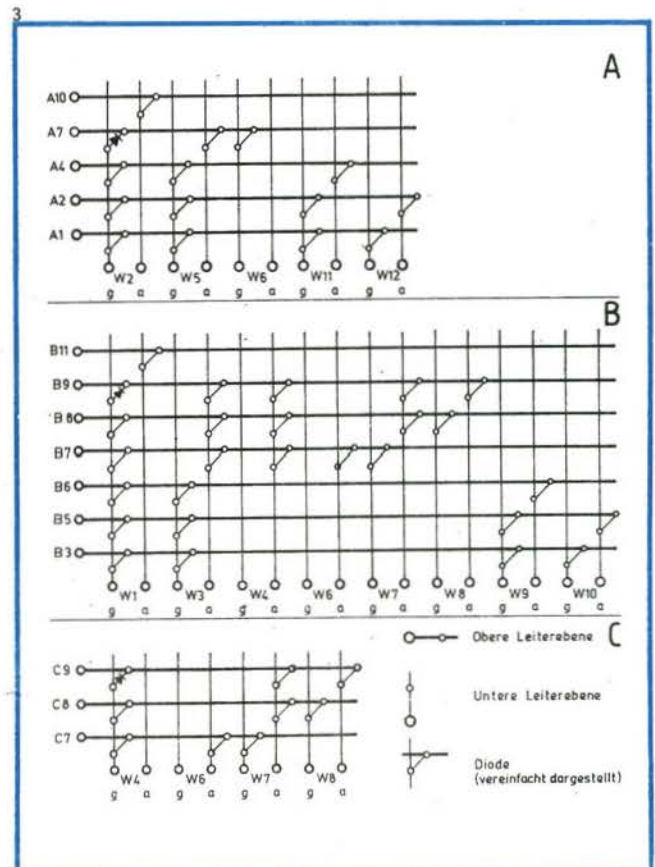 3
A
A10
A7
A4
A2
A1
W2 W5 W6 W11 W12
g a g a g a g a g a
B
B11
B9
B8
B7
B6
B5
B3
W1 W3 W4 W6 W7 W8 W9 W10
g a g a g a g a g a g a g a g a
C
Obere Leiterebene
C9
C8
Untere Leiterebene
C7
W4 W6 W7 W8
g a g a g a g a
Diode
(vereinfacht dargestellt)